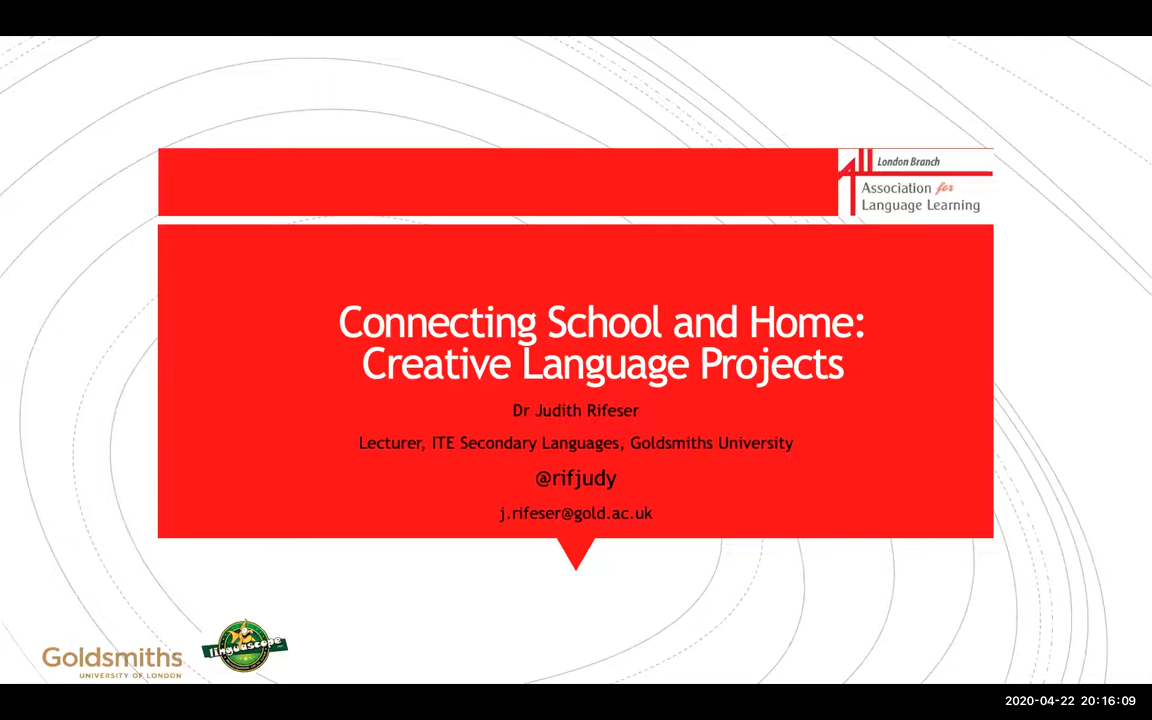 London Branch
Association for
Language Learning
Connecting School and Home:
Creative Language Projects
Dr Judith Rifeser
Lecturer, ITE Secondary Languages, Goldsmiths University
@rifjudy
j.rifeser@gold.ac.uk
Goldsmiths
UNIVERSITY OF LONDON
linguascope
2020-04-22 20:16:09